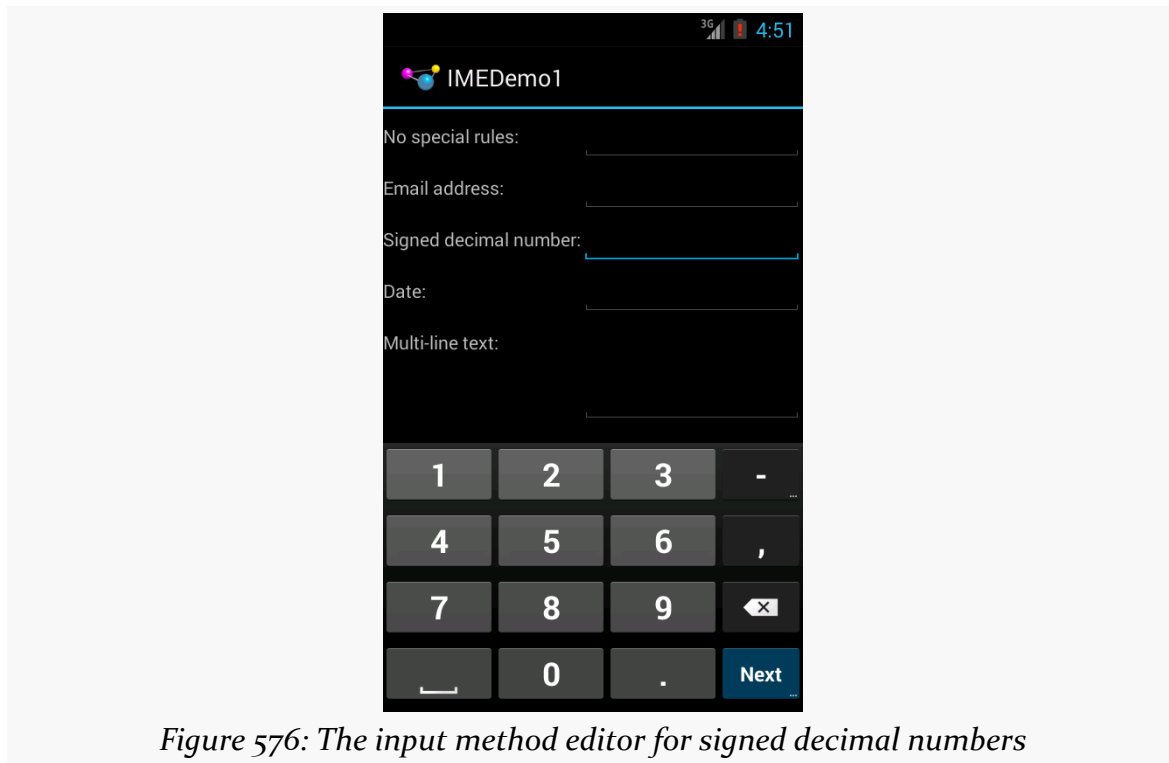 3G 4:51
IMEDemo1
No special rules:
Email address:
Signed decimal number:
Date:
Multi-line text:
1 2 3 -
...
4 5 6 ,
7 8 9
0 . Next
...
Figure 576: The input method editor for signed decimal numbers